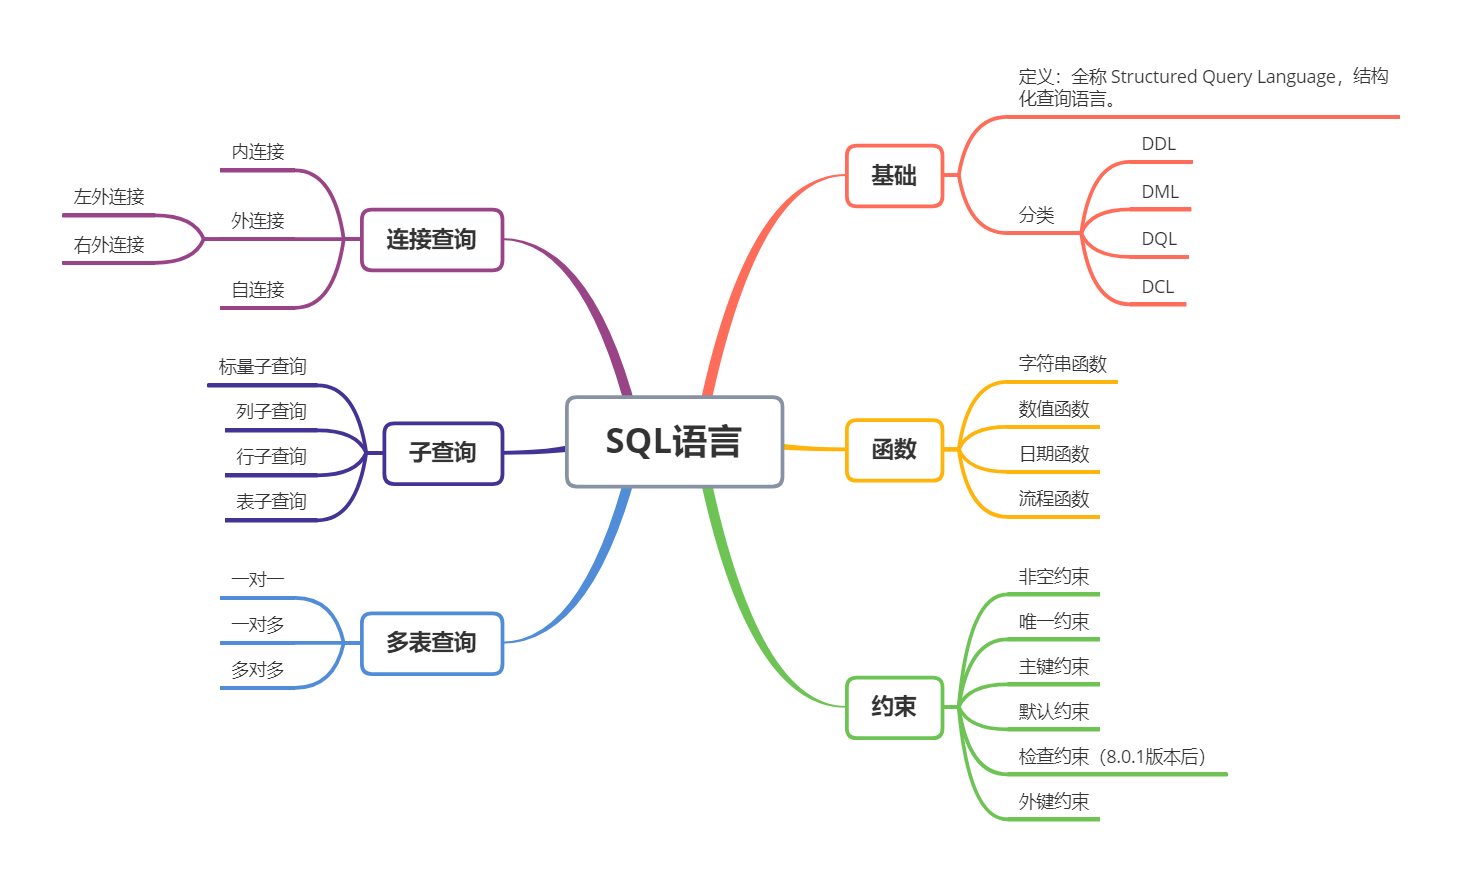 SQL语言
基础
定义：全称 Structured Query Language，结构
化查询语言。
分类
DDL
DML
DQL
DCL
函数
字符串函数
数值函数
日期函数
流程函数
约束
非空约束
唯一约束
主键约束
默认约束
检查约束（8.0.1版本后）
外键约束
连接查询
内连接
外连接
左外连接
右外连接
自连接
子查询
标量子查询
列子查询
行子查询
表子查询
多表查询
一对一
一对多
多对多